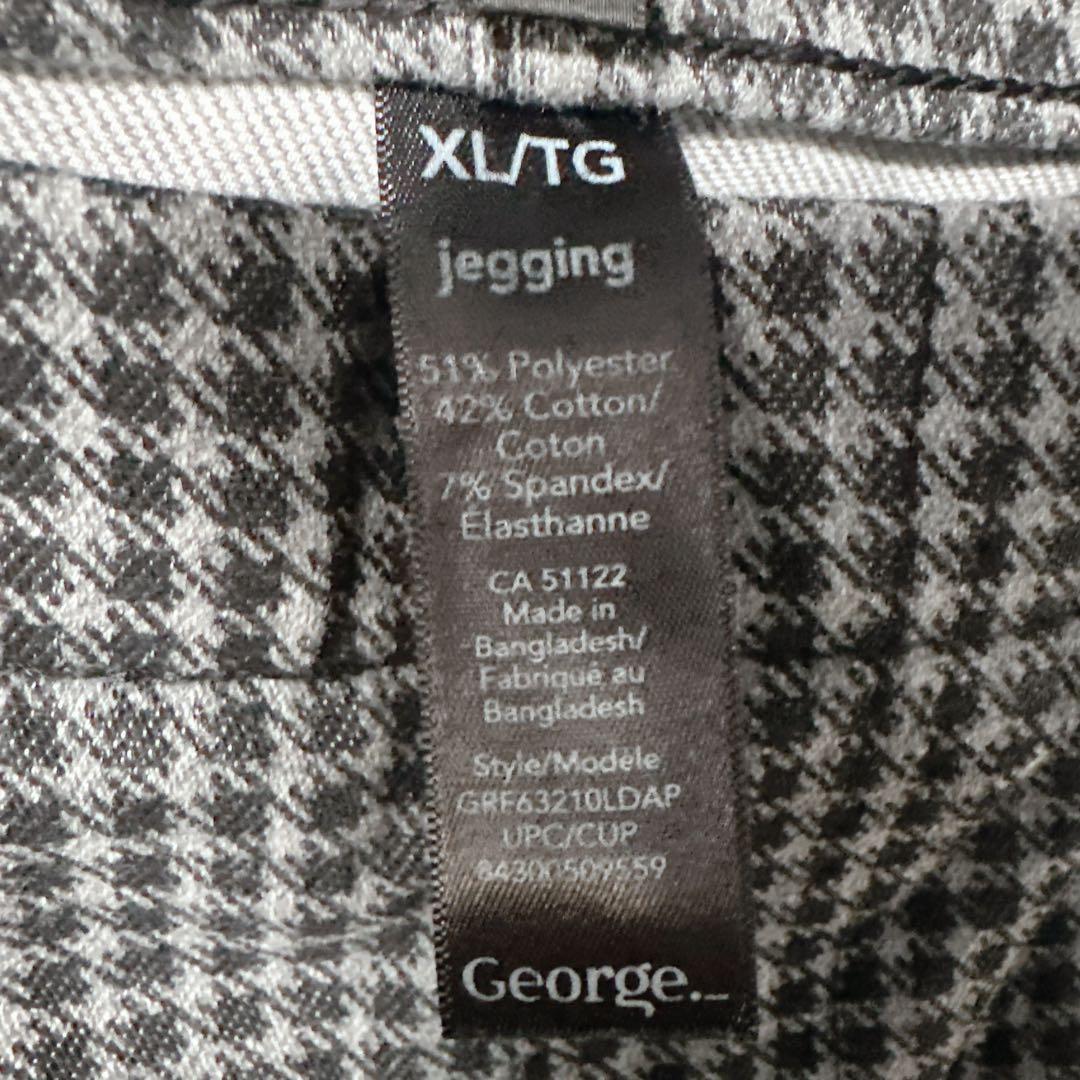 XL/TG
jegging
51% Polyester
42% Cotton/
Coton
7% Spandex/
Élasthanne
CA 51122
Made in
Bangladesh/
Fabriqué au
Bangladesh
Style/Modèle
GRF63210LDAP
UPC/CUP
84300509559
George._